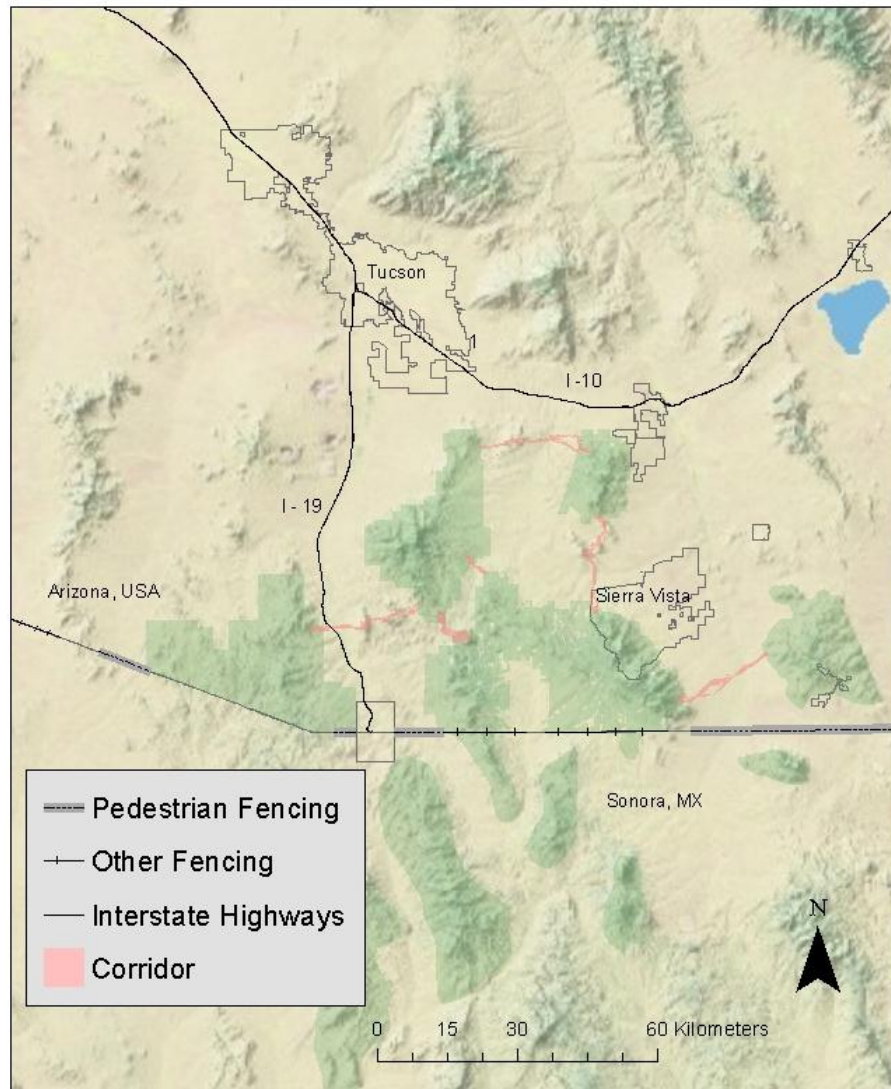 Tucson
1
I -10
I - 19
Arizona, USA
Sierra Vista
Sonora, MX
Pedestrian Fencing
Other Fencing
Interstate Highways
Corridor
N
0 15 30 60 Kilometers